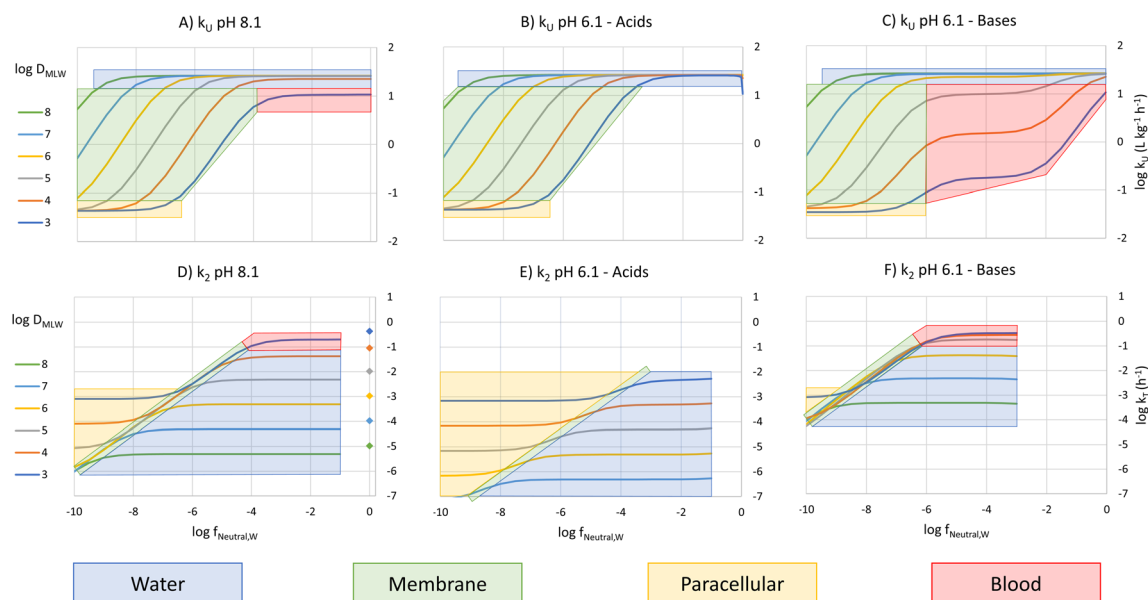 A) kU pH 8.1
B) kU pH 6.1 - Acids
C) kU pH 6.1 - Bases
log DMLW
8
7
6
5
4
3
2
1
0
-1
-2
2
1
0
-1
-2
2
1
0
-1
-2
log kU (L kg-1 h-1)
D) k2 pH 8.1
E) k2 pH 6.1 - Acids
F) k2 pH 6.1 - Bases
log DMLW
8
7
6
5
4
3
1
0
-1
-2
-3
-4
-5
-6
-7
1
0
-1
-2
-3
-4
-5
-6
-7
1
0
-1
-2
-3
-4
-5
-6
-7
log kT (h-1)
-10 -8 -6 -4 -2 0
-10 -8 -6 -4 -2 0
-10 -8 -6 -4 -2 0
log fNeutral,W
log fNeutral,W
log fNeutral,W
Water
Membrane
Paracellular
Blood